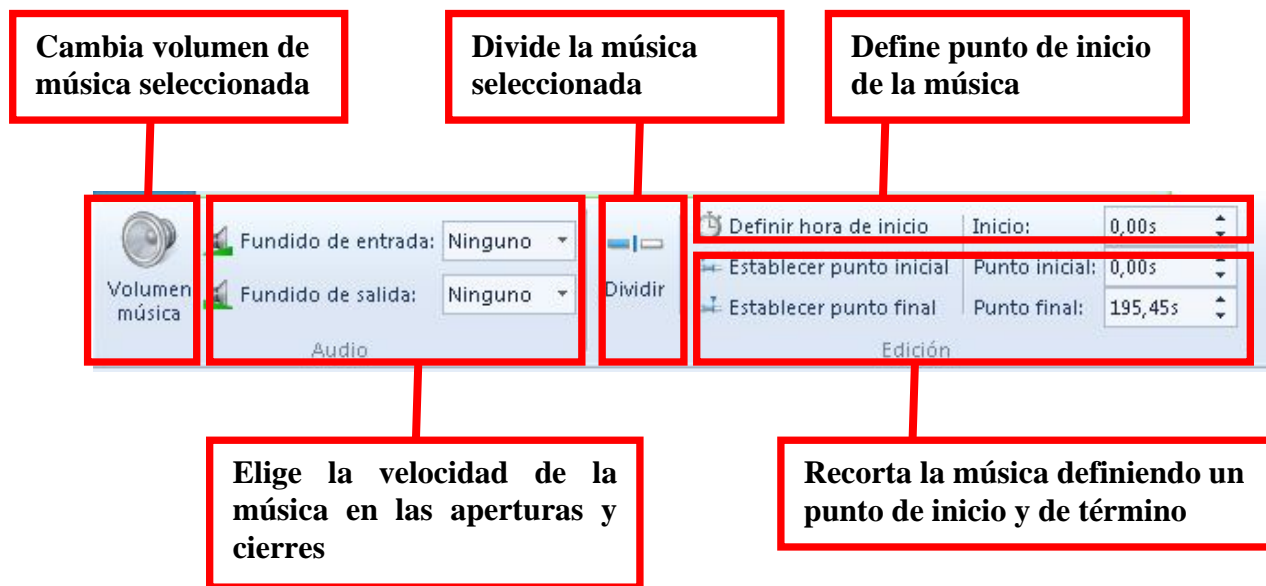 Cambia volumen de
música seleccionada
Divide la música
seleccionada
Define punto de inicio
de la música
Volumen
música
Fundido de entrada: Ninguno
Fundido de salida: Ninguno
Audio
Dividir
Definir hora de inicio Inicio: 0,00s
Establecer punto inicial Punto inicial: 0,00s
Establecer punto final Punto final: 195,45s
Edición
Elige la velocidad de la
música en las aperturas y
cierres
Recorta la música definiendo un
punto de inicio y de término